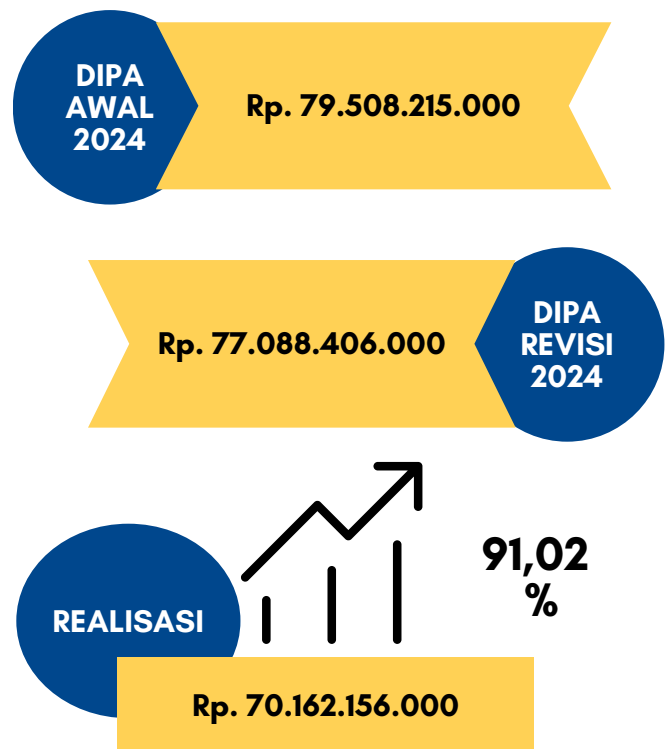 DIPA
AWAL
2024
Rp. 79.508.215.000
Rp. 77.088.406.000
DIPA
REVISI
2024
91,02
%
REALISASI
Rp. 70.162.156.000